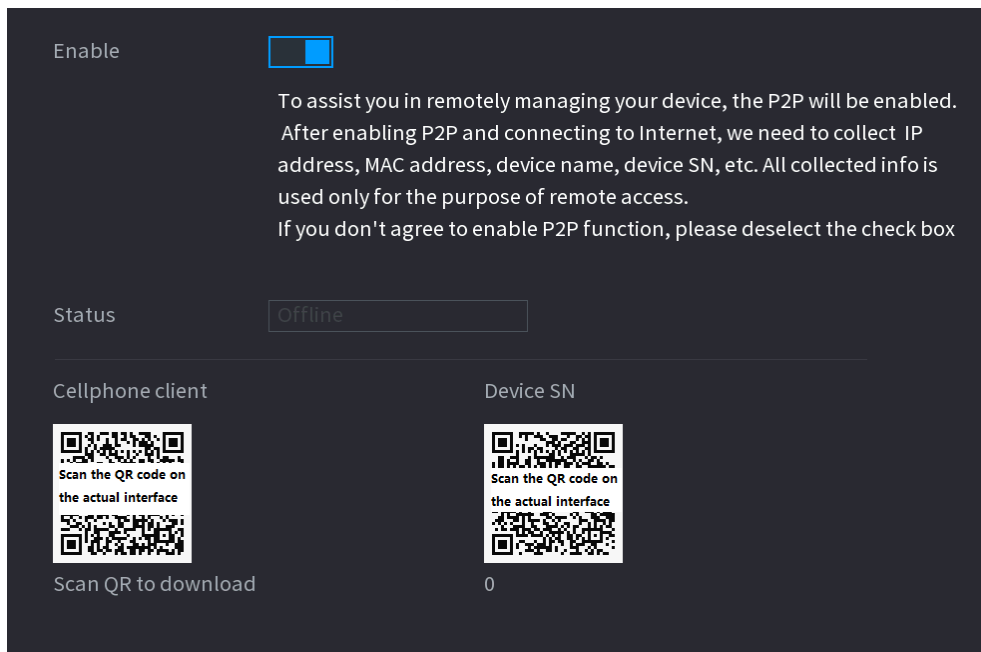 Enable
To assist you in remotely managing your device, the P2P will be enabled.
After enabling P2P and connecting to Internet, we need to collect IP
address, MAC address, device name, device SN, etc. All collected info is
used only for the purpose of remote access.
If you don't agree to enable P2P function, please deselect the check box
Status
Offline
Cellphone client
Device SN
Scan the QR code on
the actual interface
Scan the QR code on
the actual interface
Scan QR to download
0